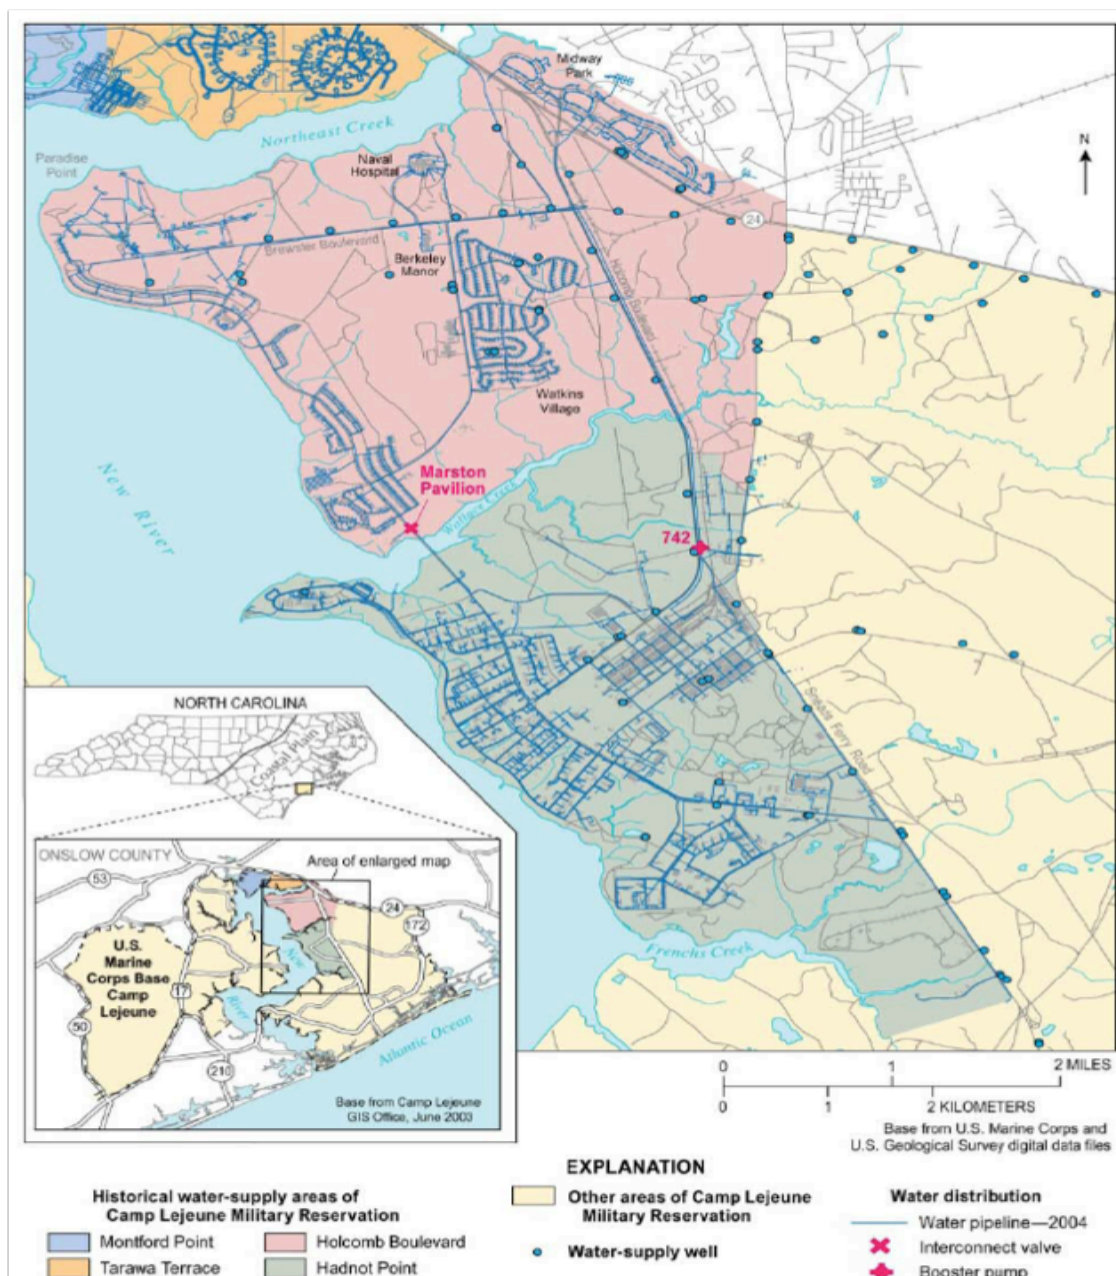 Midway
Park
Northeast Creek
Paradise
Point
Naval
Hospital
N
24
Brewster Boulevard
Berkeley
Manor
Holcomb Boulevard
Watkins
Village
New River
Marston
Pavilion
Wallace Creek
742
Sneads Ferry Road
Frenchs Creek
NORTH CAROLINA
Coastal Plain
ONSLOW COUNTY
Area of enlarged map
53
24
172
U.S.
Marine
Corps Base
Camp
Lejeune
17
New
River
50
210
Atlantic Ocean
Base from Camp Lejeune
GIS Office, June 2003
0 2 MILES
0 1 2 KILOMETERS
Base from U.S. Marine Corps and
U.S. Geological Survey digital data files
EXPLANATION
Historical water-supply areas of
Camp Lejeune Military Reservation
Montford Point
Tarawa Terrace
Holcomb Boulevard
Hadnot Point
Other areas of Camp Lejeune
Military Reservation
Water-supply well
Water distribution
Water pipeline—2004
Interconnect valve
Booster pump